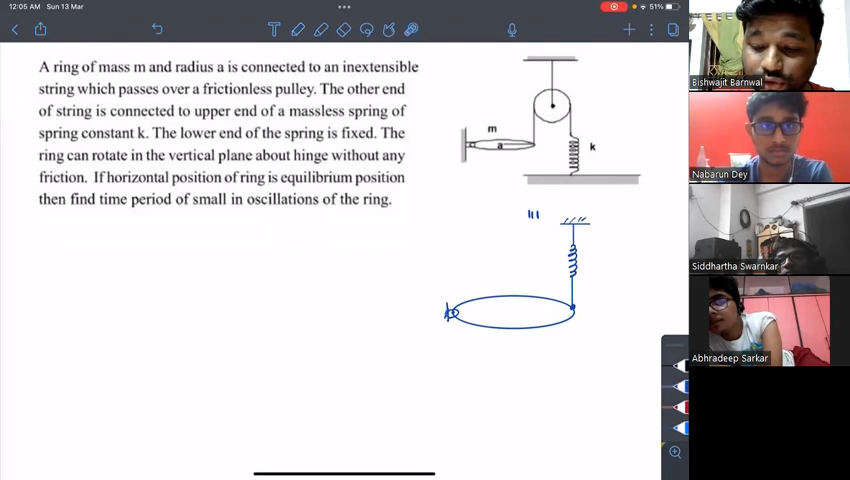 12:05 AM Sun 13 Mar
51%
A ring of mass m and radius a is connected to an inextensible
string which passes over a frictionless pulley. The other end
of string is connected to upper end of a massless spring of
spring constant k. The lower end of the spring is fixed. The
ring can rotate in the vertical plane about hinge without any
friction. If horizontal position of ring is equilibrium position
then find time period of small in oscillations of the ring.
m
a
k
Bishwajit Barnwal
Nabarun Dey
Siddhartha Swarnkar
Abhradeep Sarkar